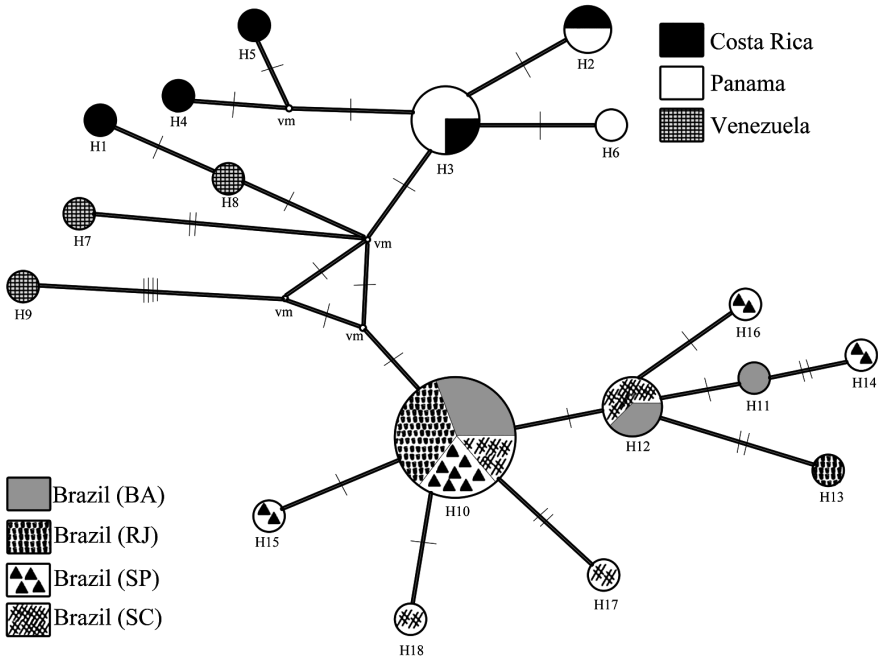 H5
H2
Costa Rica
Panama
Venezuela
H4
vm
H1
H6
H3
H8
H7
vm
H9
vm
vm
H16
H14
H11
H12
H13
H10
Brazil (BA)
Brazil (RJ)
Brazil (SP)
Brazil (SC)
H15
H17
H18